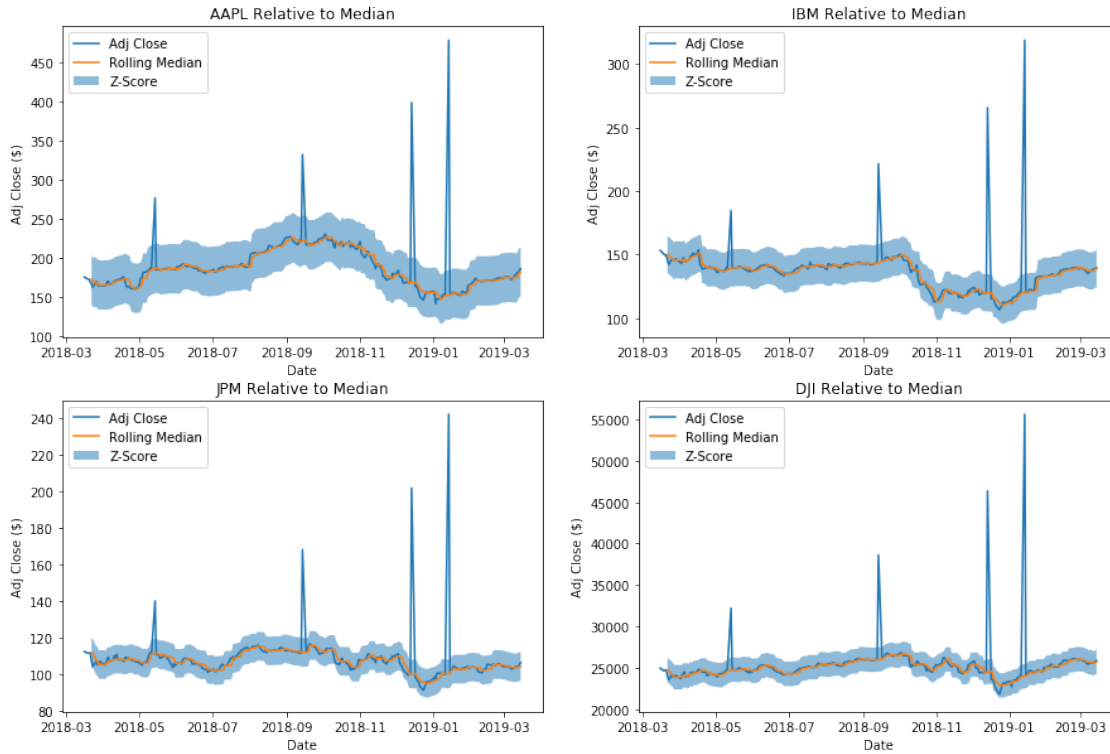 AAPL Relative to Median
Adj Close
Rolling Median
Z-Score
Adj Close ($)
450
400
350
300
250
200
150
100
2018-03 2018-05 2018-07 2018-09 2018-11 2019-01 2019-03
Date
IBM Relative to Median
Adj Close
Rolling Median
Z-Score
Adj Close ($)
300
250
200
150
100
2018-03 2018-05 2018-07 2018-09 2018-11 2019-01 2019-03
Date
JPM Relative to Median
Adj Close
Rolling Median
Z-Score
Adj Close ($)
240
220
200
180
160
140
120
100
80
2018-03 2018-05 2018-07 2018-09 2018-11 2019-01 2019-03
Date
DJI Relative to Median
Adj Close
Rolling Median
Z-Score
Adj Close ($)
55000
50000
45000
40000
35000
30000
25000
20000
2018-03 2018-05 2018-07 2018-09 2018-11 2019-01 2019-03
Date